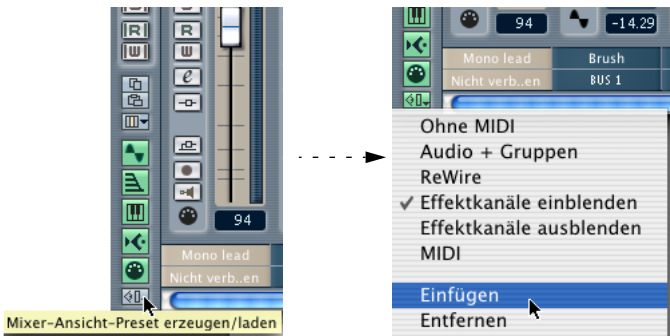 R
R
W
W
e
94
Mono lead
Nicht verb..en
Mixer-Ansicht-Preset erzeugen/laden
94
-14.29
Mono lead
Brush
Nicht verb..en
BUS 1
Ohne MIDI
Audio + Gruppen
ReWire
✓ Effektkanäle einblenden
Effektkanäle ausblenden
MIDI
Einfügen
Entfernen